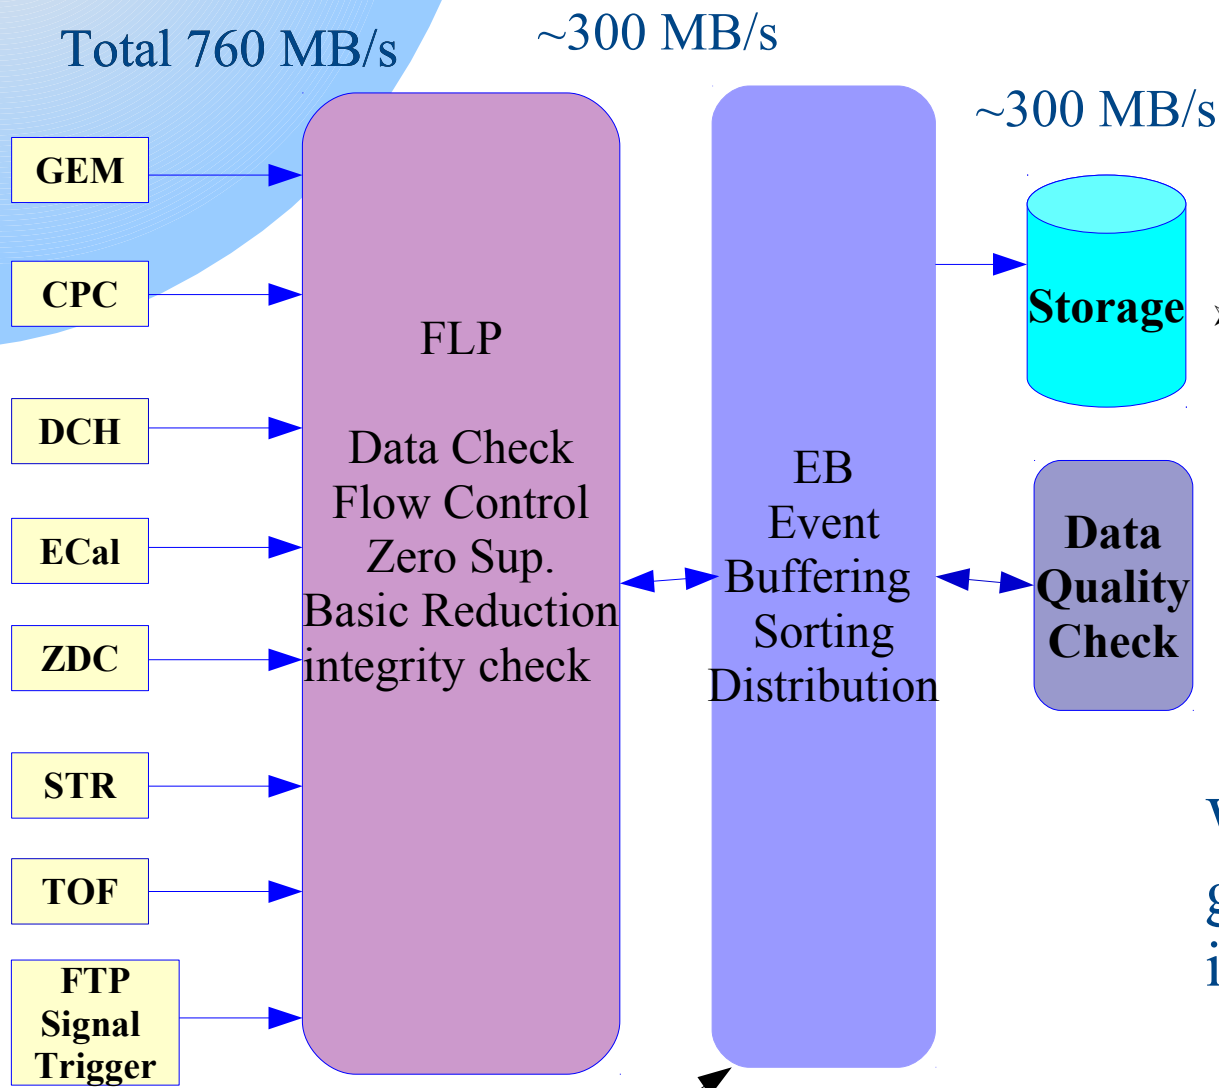 Total 760 MB/s
~300 MB/s
~300 MB/s
GEM
CPC
DCH
ECal
ZDC
STR
TOF
FTP
Signal
Trigger
FLP
Data Check
Flow Control
Zero Sup.
Basic Reduction
integrity check
EB
Event
Buffering
Sorting
Distribution
Storage
Data
Quality
Check